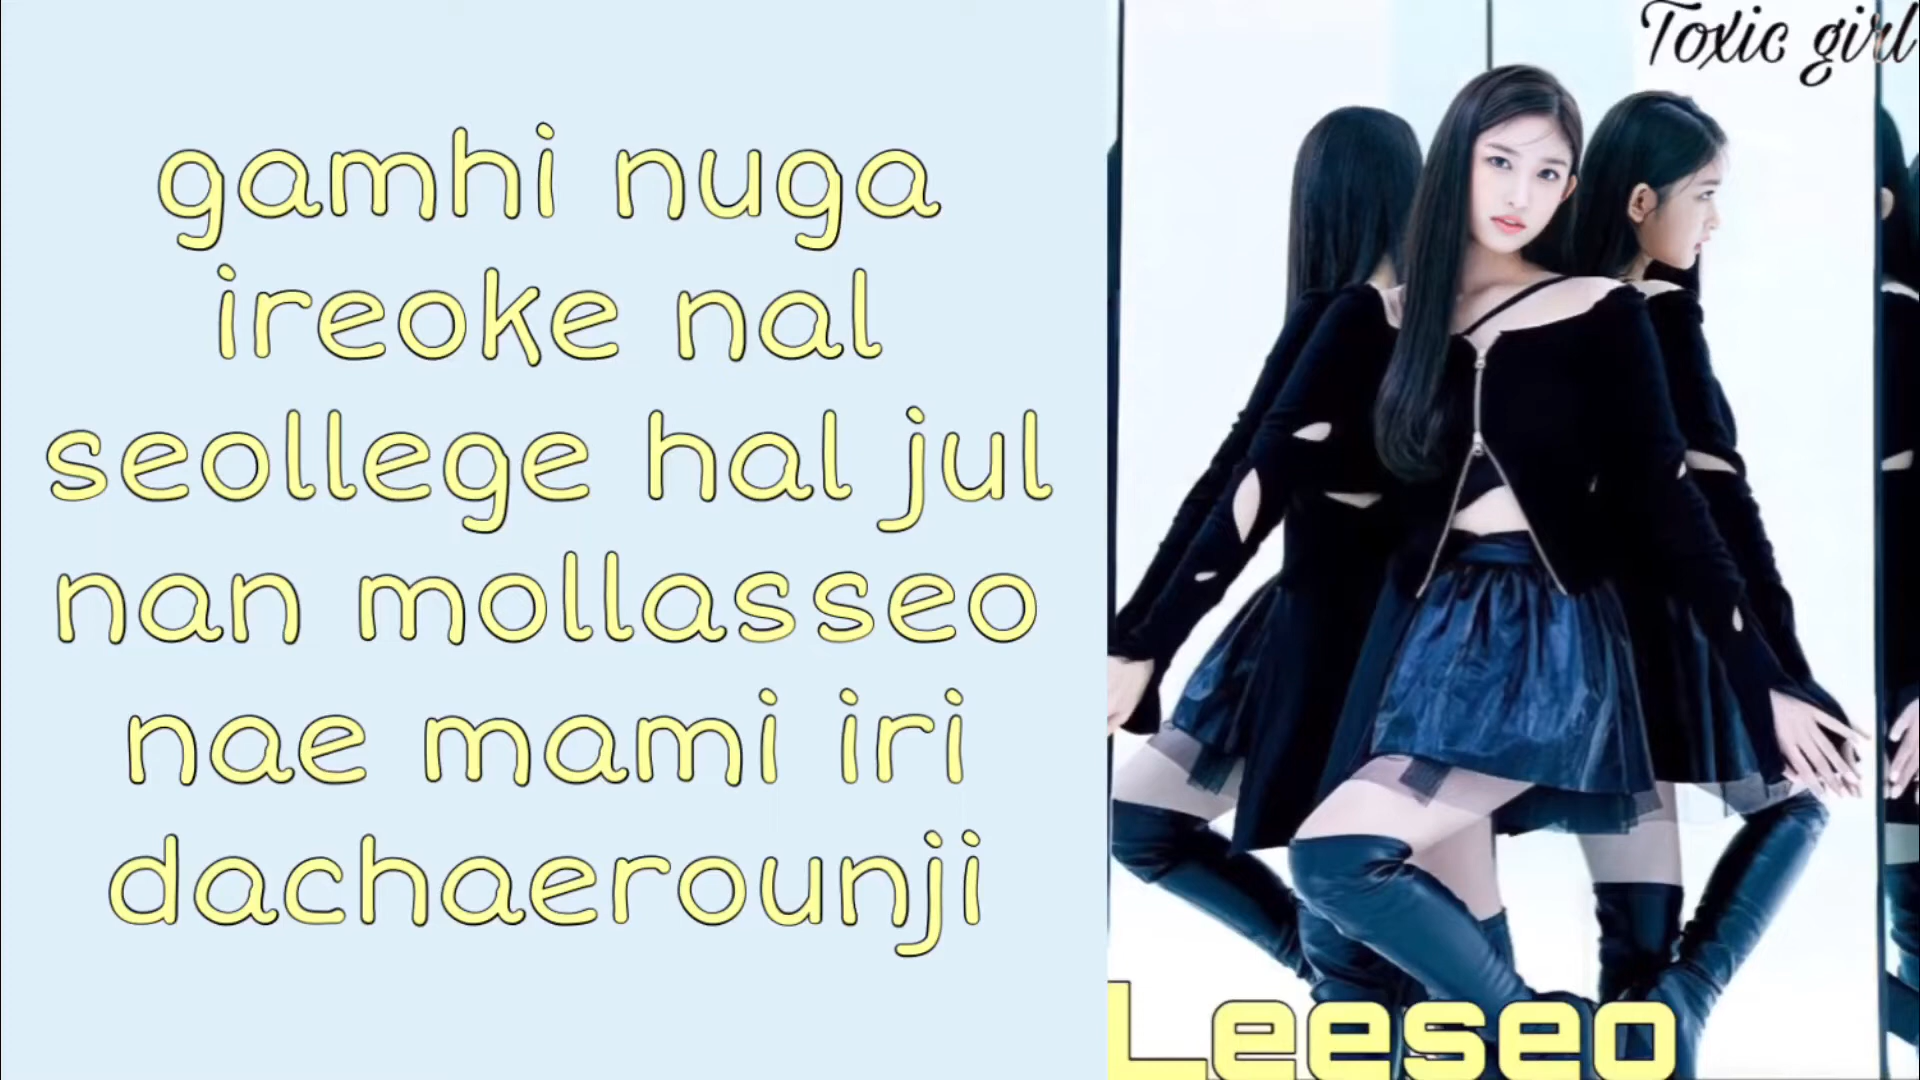 gamhi nuga
ireoke nal
seollege hal jul
nan mollasseo
nae mami iri
dachaerounji
Toxic girl
Leeseo